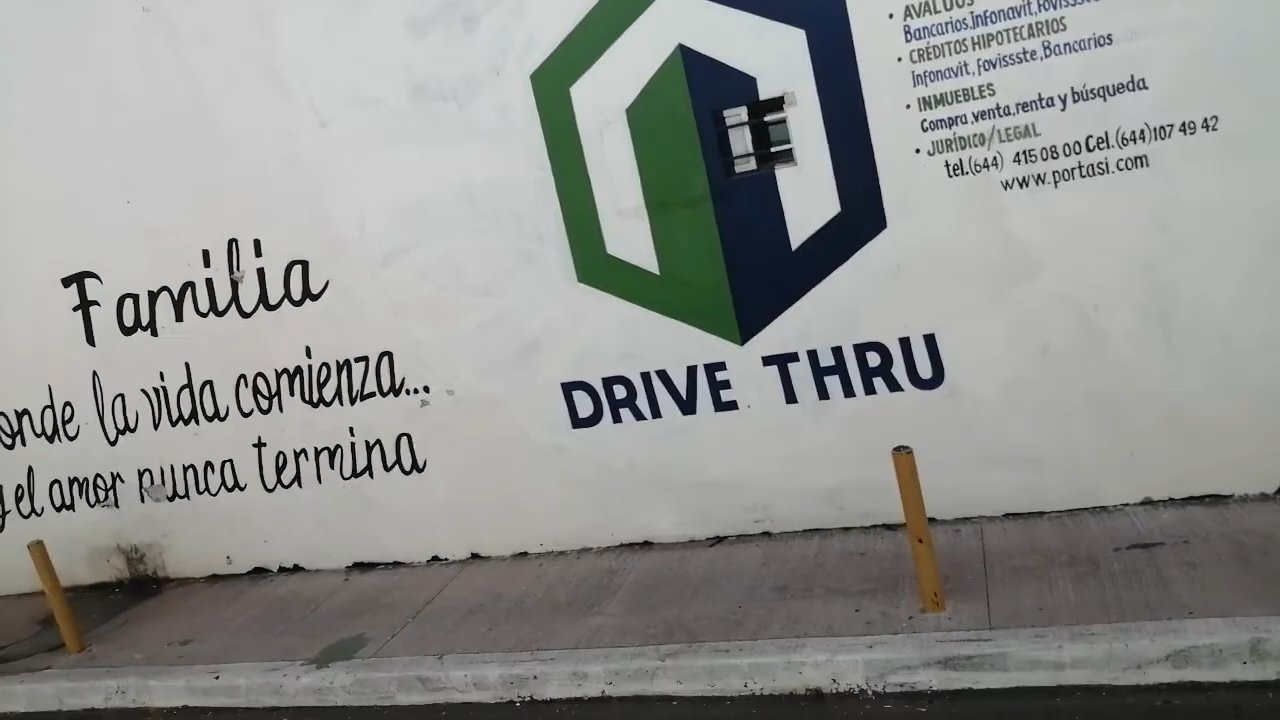 Familia
onde la vida comienza...
y el amor nunca termina
DRIVE THRU
• AVALÚOS
Bancarios,Infonavit,Fovissste
• CRÉDITOS HIPOTECARIOS
Infonavit, Fovissste, Bancarios
• INMUEBLES
Compra,venta,renta y búsqueda
• JURÍDICO/LEGAL
tel.(644) 415 08 00 Cel.(644)107 49 42
www.portasi.com